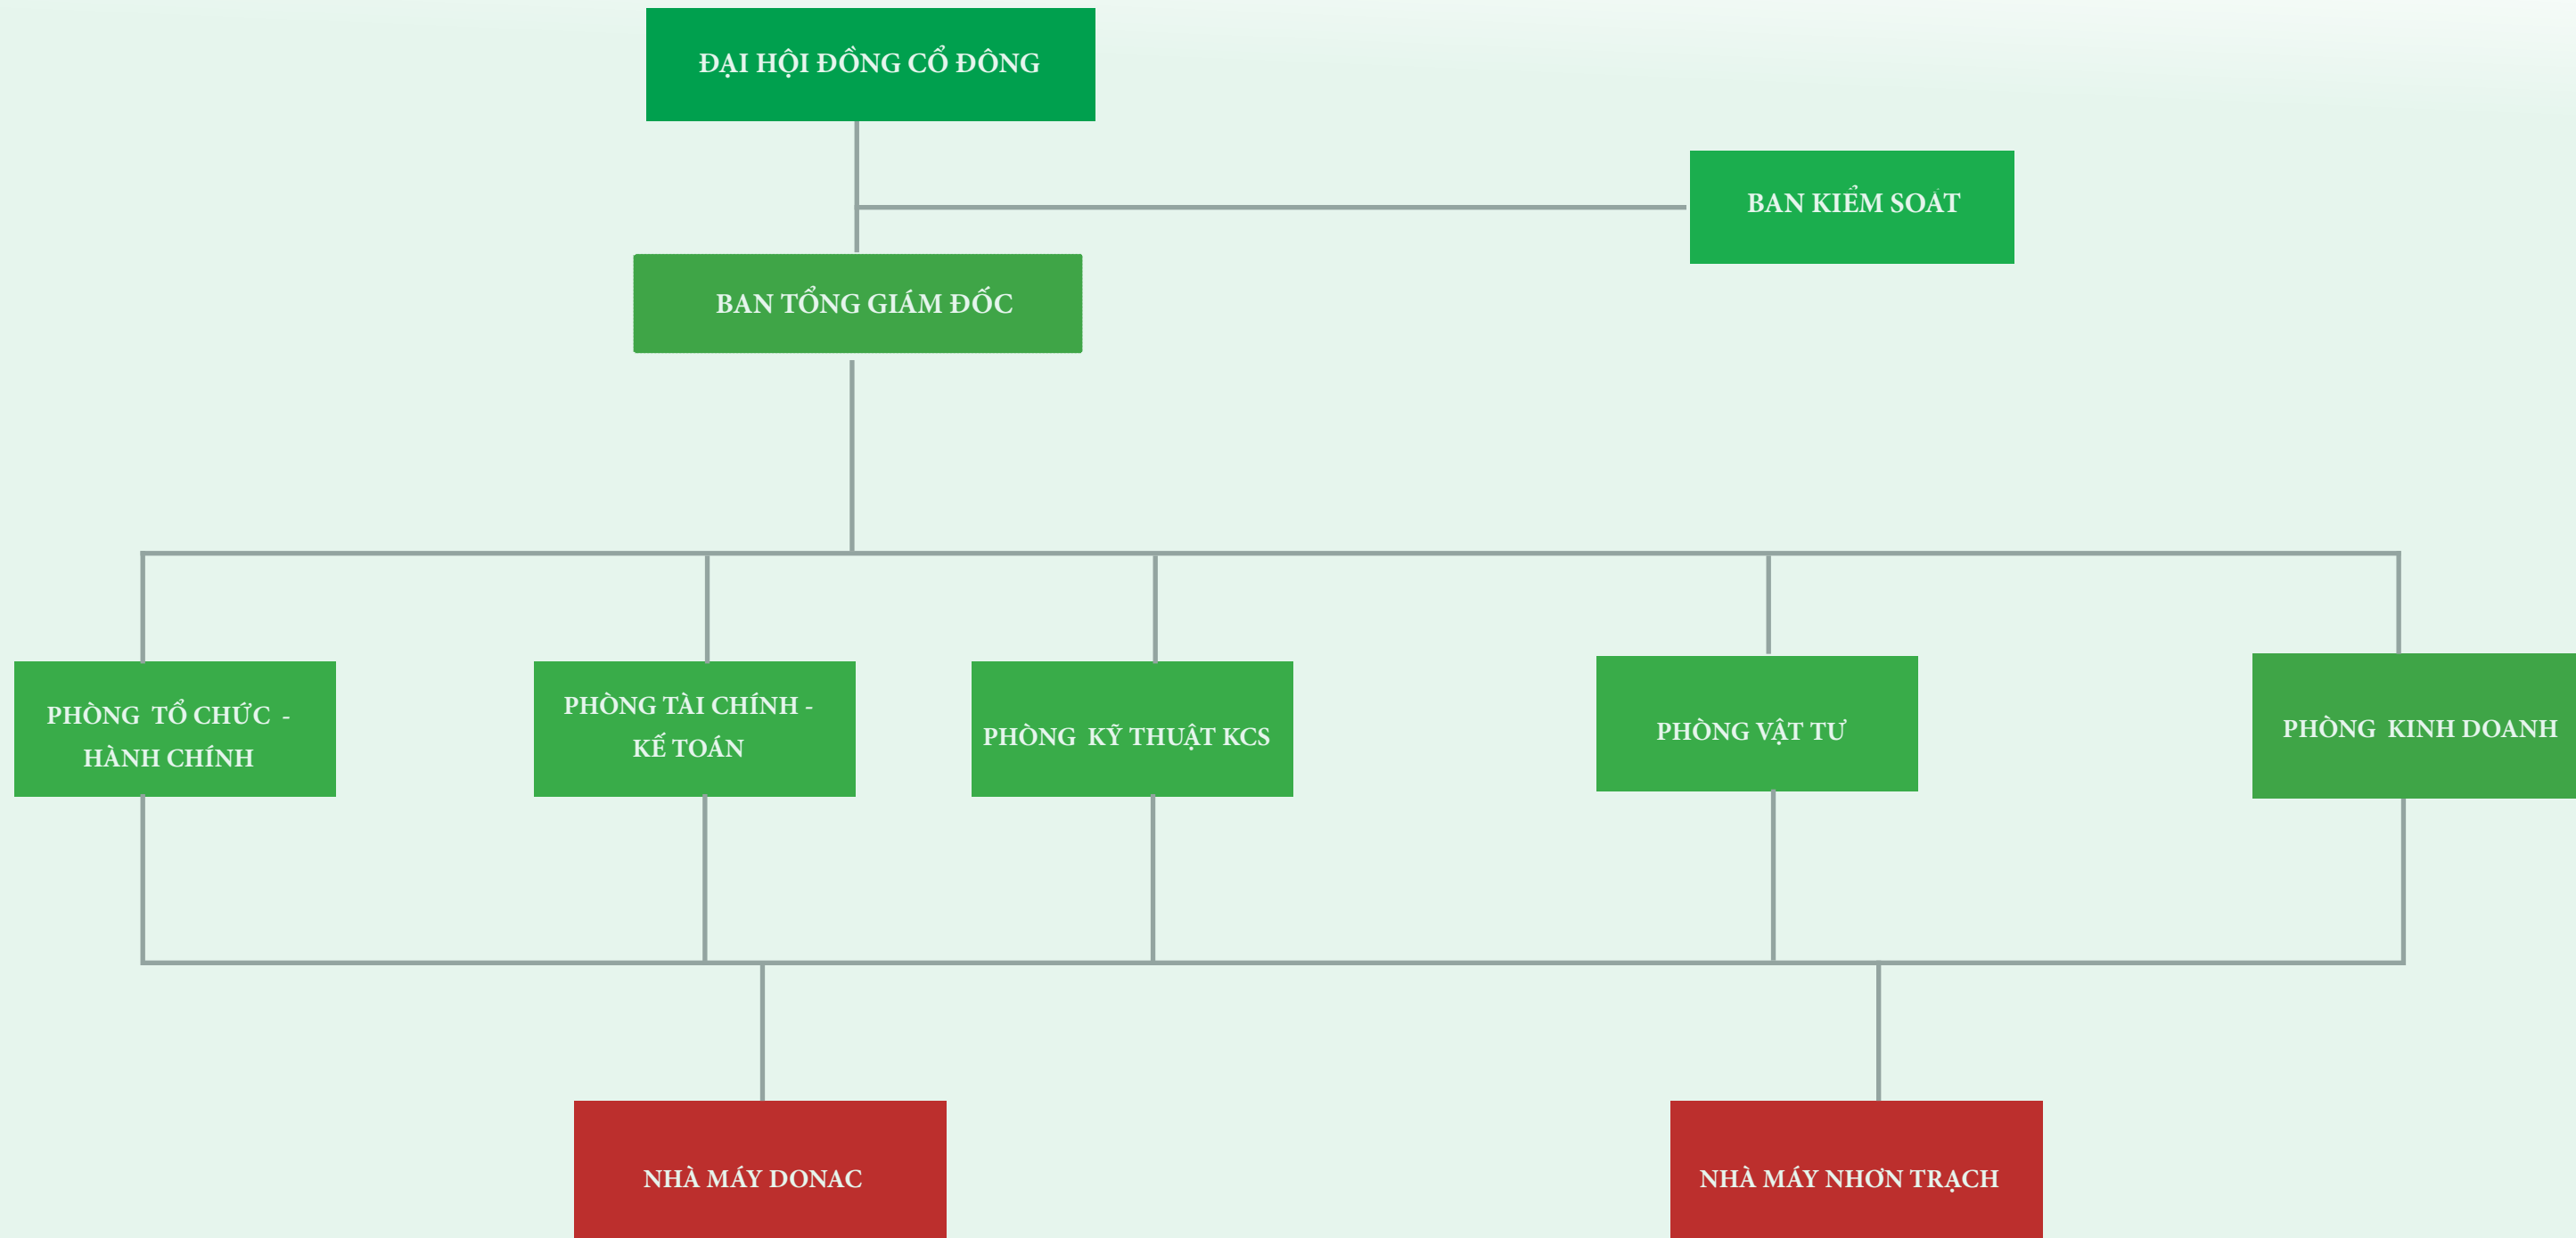 ĐẠI HỘI ĐỒNG CỔ ĐÔNG
BAN KIỂM SOÁT
BAN TỔNG GIÁM ĐỐC
PHÒNG TỔ CHỨC -
HÀNH CHÍNH
PHÒNG TÀI CHÍNH -
KẾ TOÁN
PHÒNG KỸ THUẬT KCS
PHÒNG VẬT TƯ
PHÒNG KINH DOANH
NHÀ MÁY DONAC
NHÀ MÁY NHƠN TRẠCH